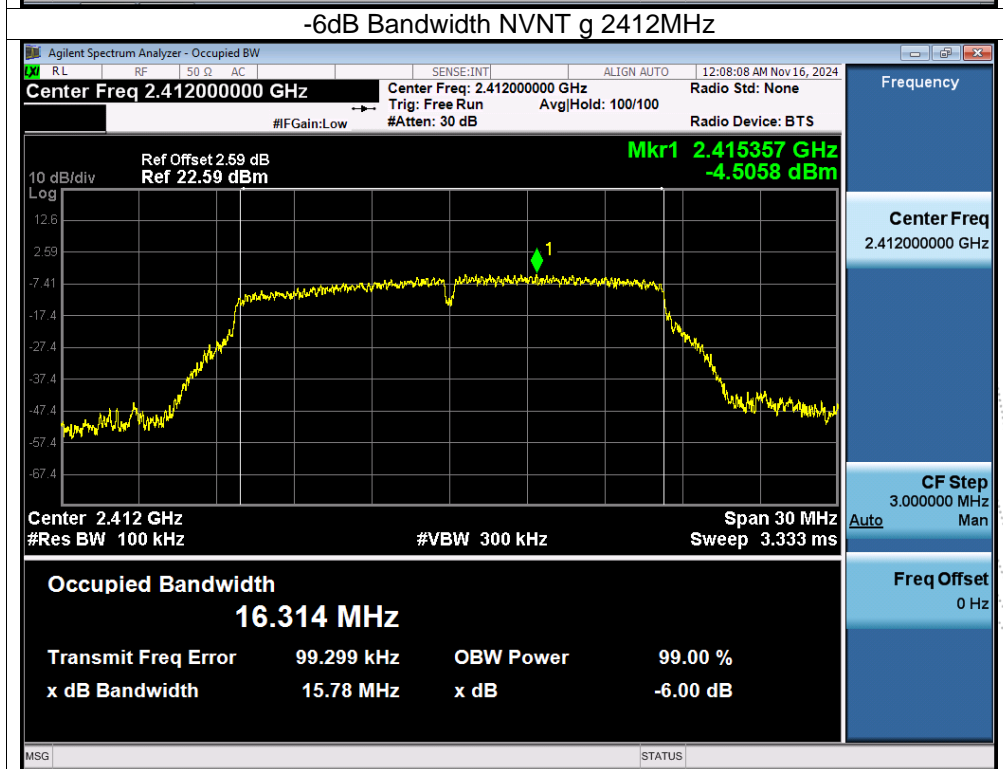 -6dB Bandwidth NVNT g 2412MHz
Agilent Spectrum Analyzer - Occupied BW
LXI RL RF 50 Ω AC SENSE:INT ALIGN AUTO 12:08:08 AM Nov 16, 2024
Center Freq 2.412000000 GHz Center Freq: 2.412000000 GHz Radio Std: None Frequency
Trig: Free Run Avg|Hold: 100/100
#IFGain:Low #Atten: 30 dB Radio Device: BTS
Mkr1 2.415357 GHz
Ref Offset 2.59 dB
-4.5058 dBm
10 dB/div Ref 22.59 dBm
Log
12.6
2.59
-7.41
-17.4
-27.4
-37.4
-47.4
-57.4
-67.4
1
Center Freq
2.412000000 GHz
Center 2.412 GHz Span 30 MHz
#Res BW 100 kHz #VBW 300 kHz Sweep 3.333 ms
CF Step
3.000000 MHz
Auto Man
Occupied Bandwidth
16.314 MHz
Transmit Freq Error 99.299 kHz OBW Power 99.00 %
x dB Bandwidth 15.78 MHz x dB -6.00 dB
Freq Offset
0 Hz
MSG STATUS